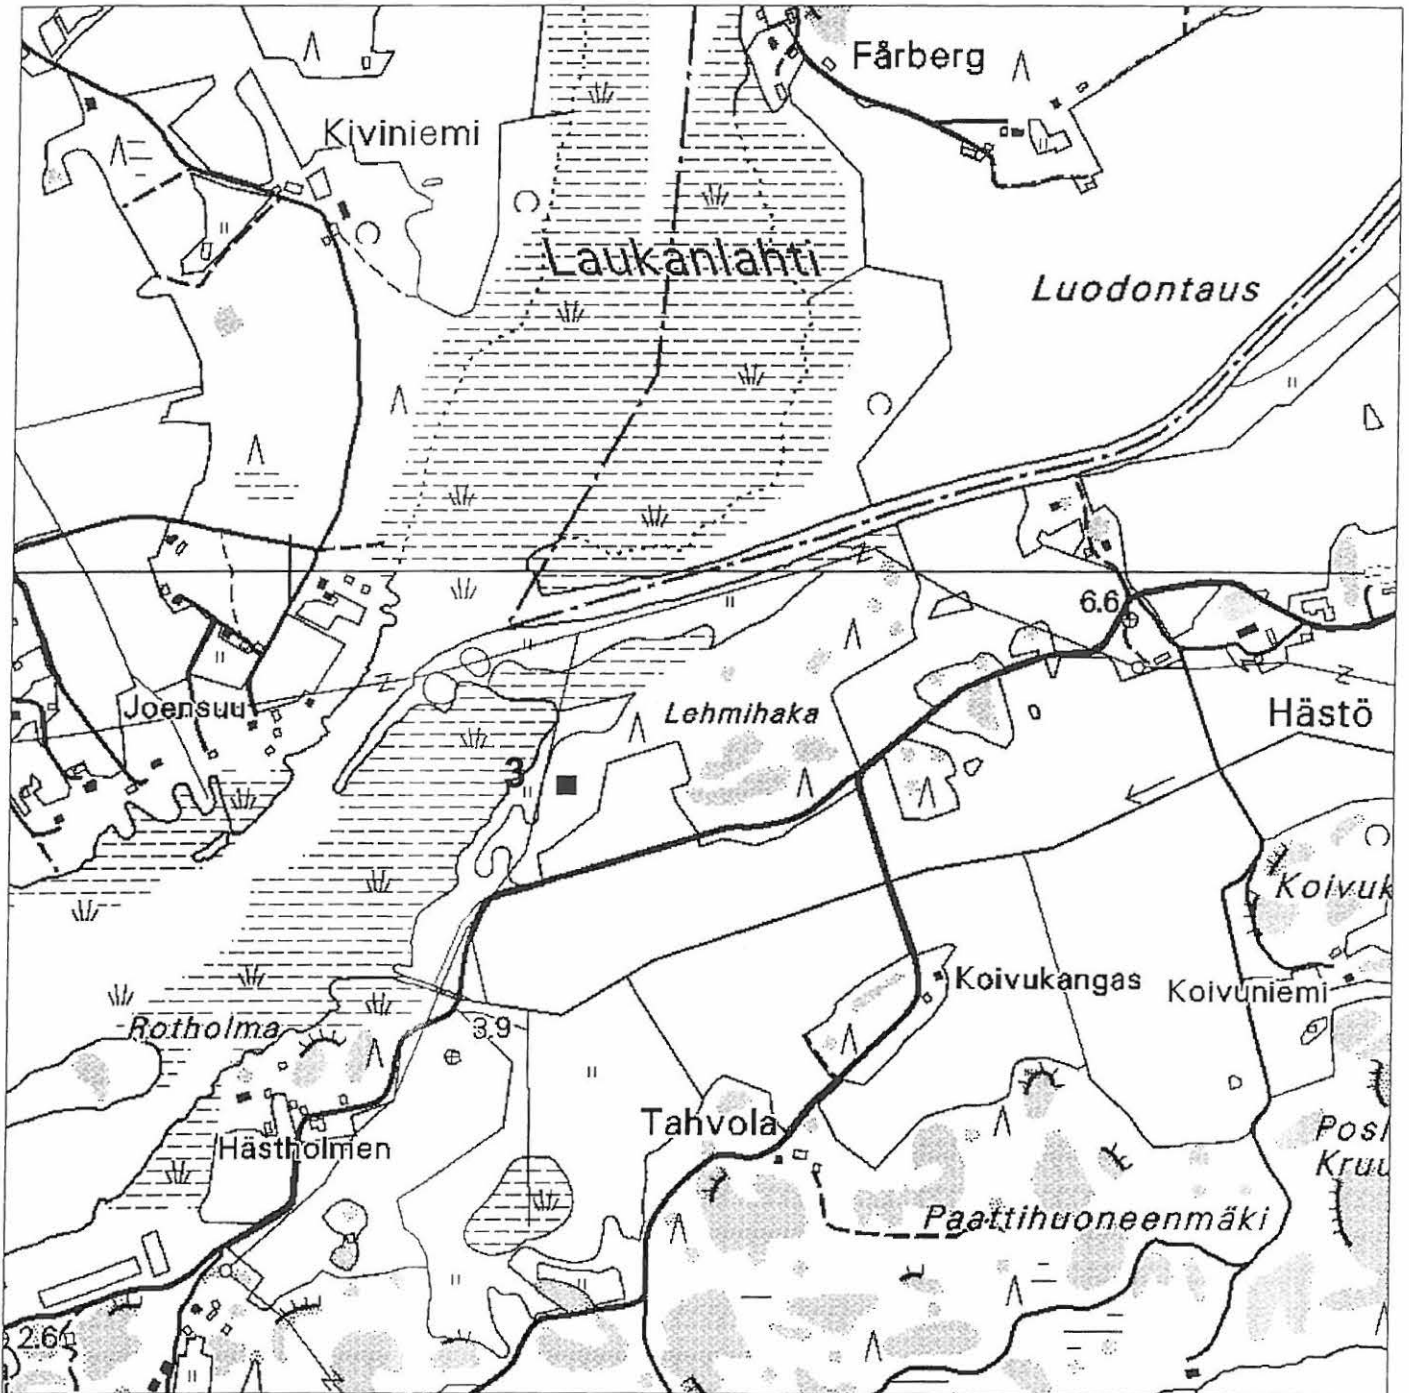 Fårberg
Kiviniemi
Laukanlahti
Luodontaus
6.6
Joensuu
Lehmihaka
Hästö
3
Koivuk
Koivukangas
Koivuniemi
Rotholma
3.9
Tahvola
Hästholmen
Posl
Kruu
Paattihuoneenmäki
2.6